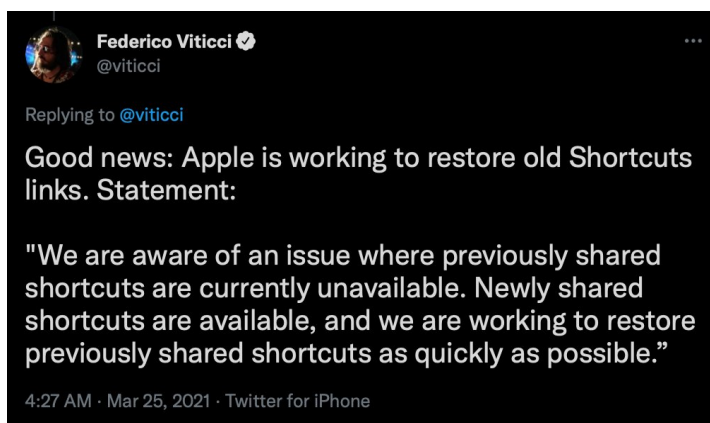 Federico Viticci
@viticci
Replying to @viticci
Good news: Apple is working to restore old Shortcuts
links. Statement:
"We are aware of an issue where previously shared
shortcuts are currently unavailable. Newly shared
shortcuts are available, and we are working to restore
previously shared shortcuts as quickly as possible.”
4:27 AM · Mar 25, 2021 · Twitter for iPhone